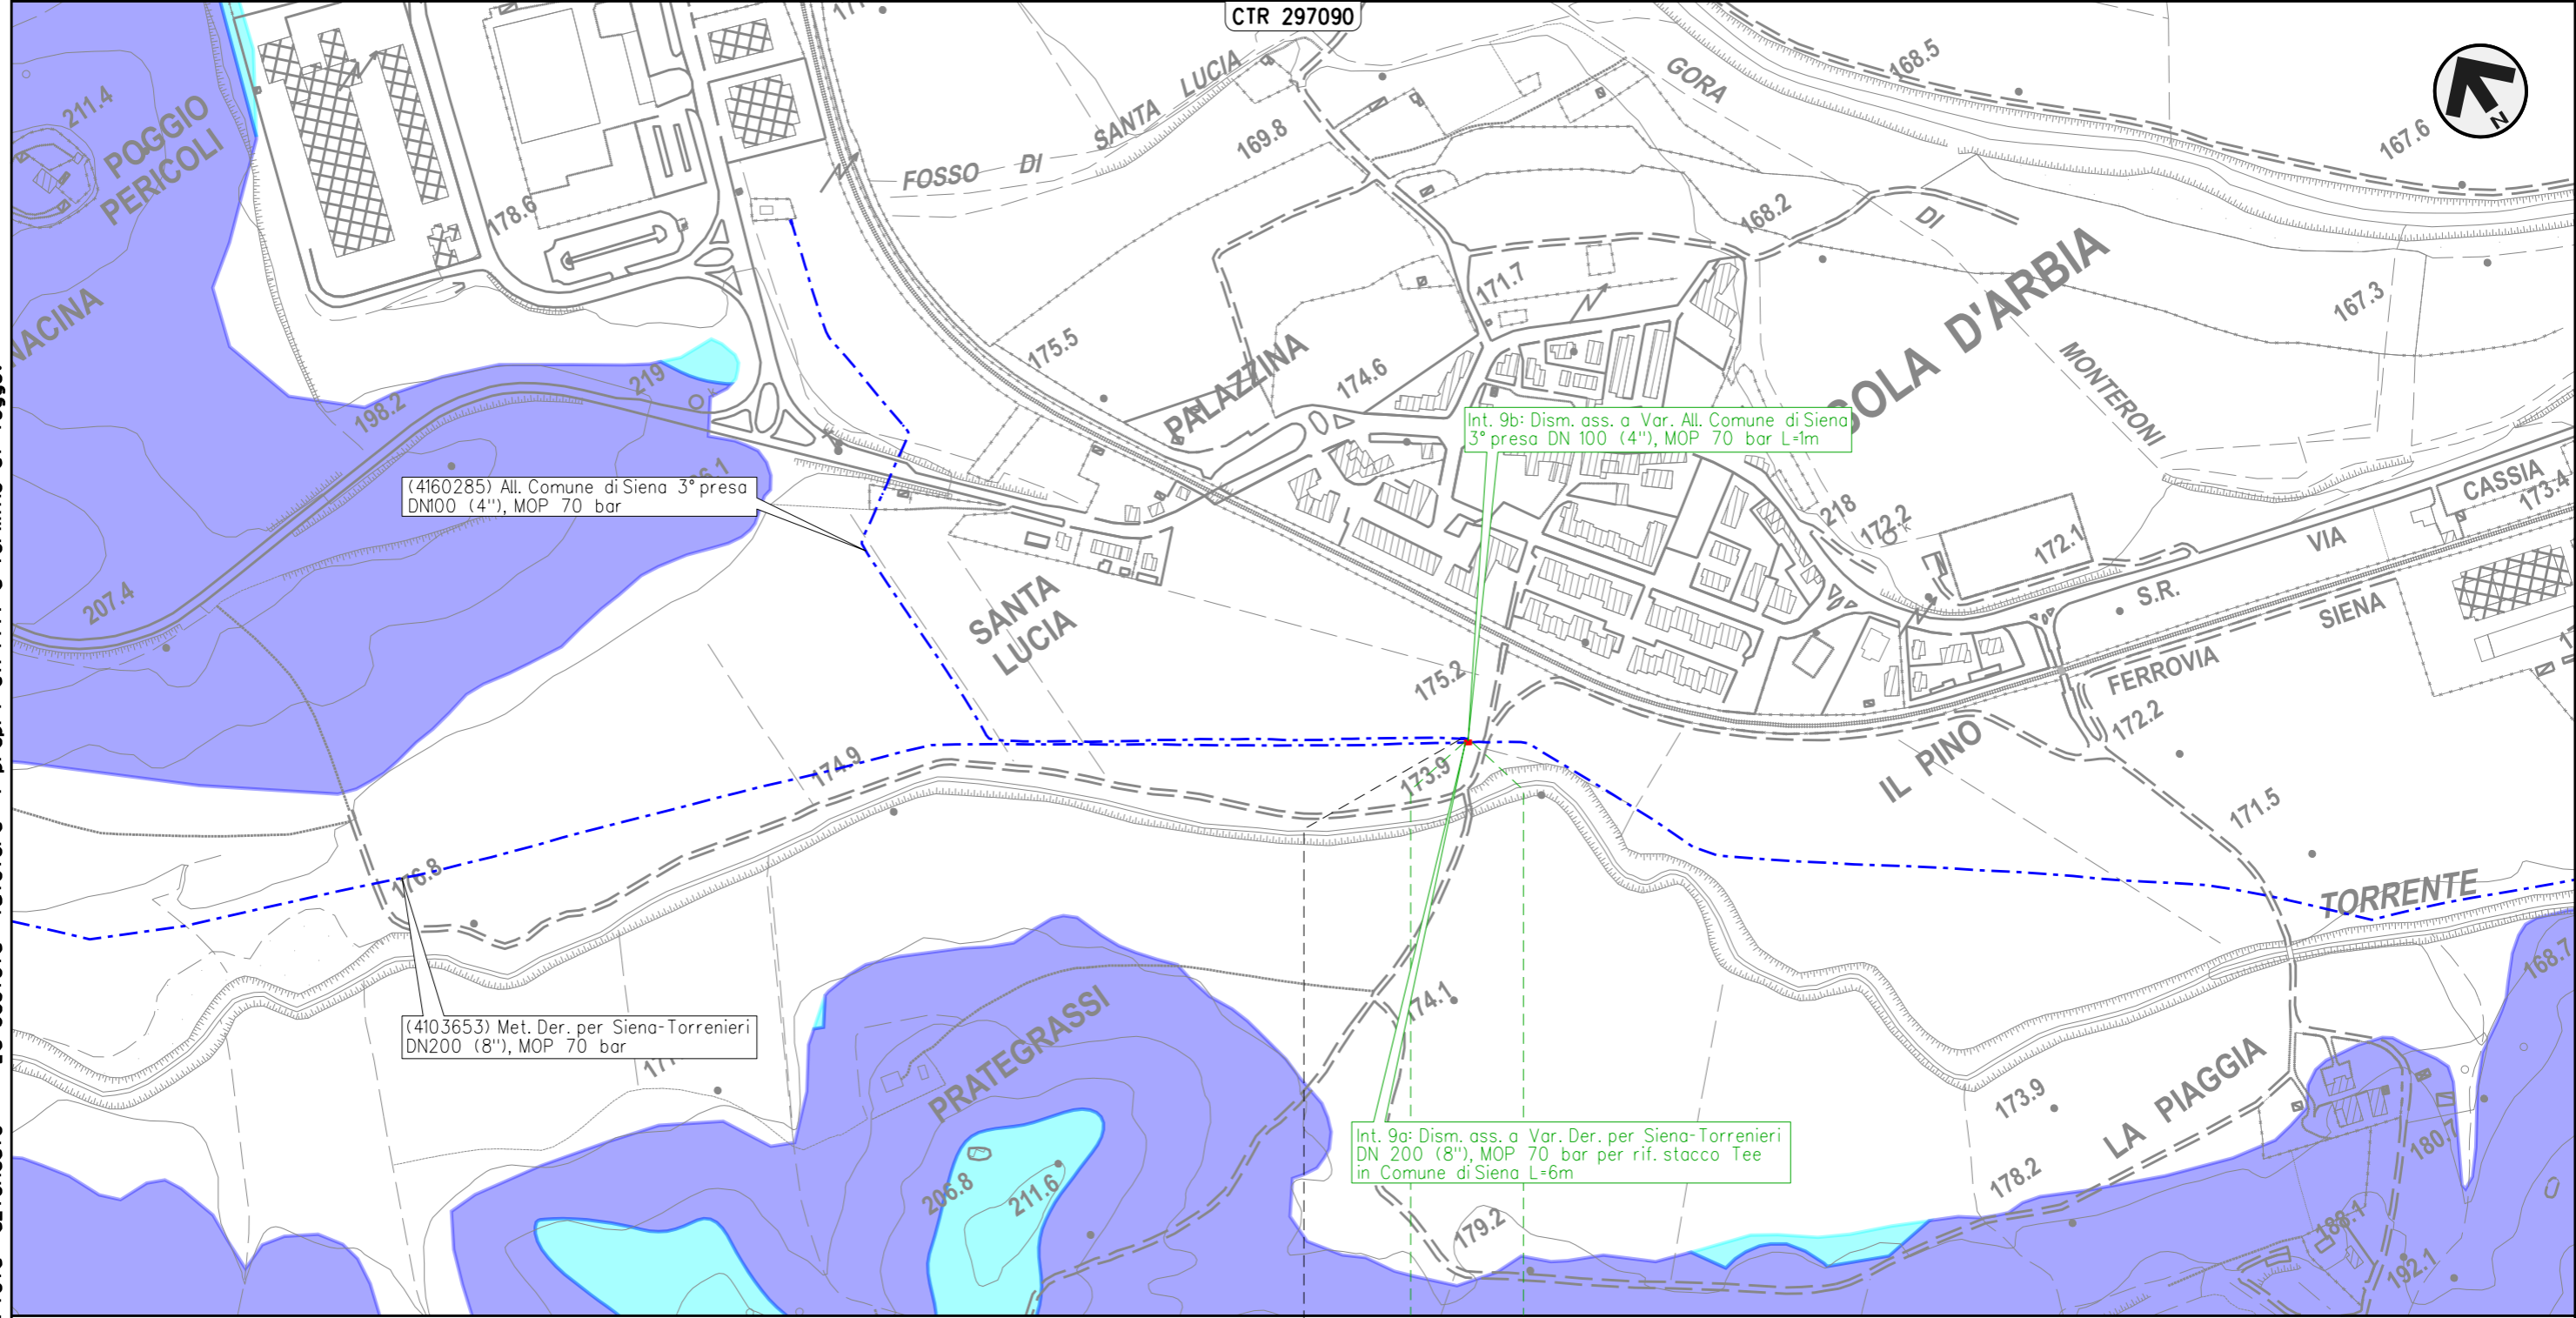 CTR 297090
N
211.4
POGGIO
PERICOLI
178.6
FOSSO DI SANTA LUCIA
169.8
GORA
168.5
167.6
168.2
DI
MONTERONI
167.3
171.7
175.5
PALAZZINA
174.6
219
198.2
207.4
(4160285) All. Comune di Siena 3° presa
DN100 (4"), MOP 70 bar
Int. 9b: Dism. ass. a Var. All. Comune di Siena
3° presa DN 100 (4"), MOP 70 bar L=1m
OLA D'ARBIA
218
172.2
172.1
CASSIA
173.4
VIA
S.R.
SIENA
FERROVIA
172.2
SANTA
LUCIA
175.2
IL PINO
171.5
174.9
173.9
176.8
TORRENTE
168.7
174.1
(4103653) Met. Der. per Siena-Torrenieri
DN200 (8"), MOP 70 bar
PRATEGRASSI
206.8
211.6
Int. 9a: Dism. ass. a Var. Der. per Siena-Torrenieri
DN 200 (8"), MOP 70 bar per rif. stacco Tee
in Comune di Siena L=6m
179.2
173.9
LA PIAGGIA
178.2
180.7
188.1
192.1